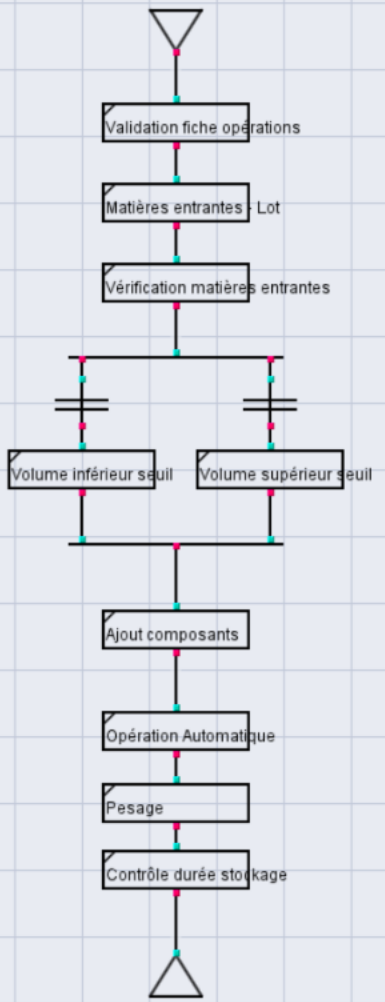 Validation fiche opérations
Matières entrantes - Lot
Vérification matières entrantes
Volume inférieur seuil
Volume supérieur seuil
Ajout composants
Opération Automatique
Pesage
Contrôle durée stockage